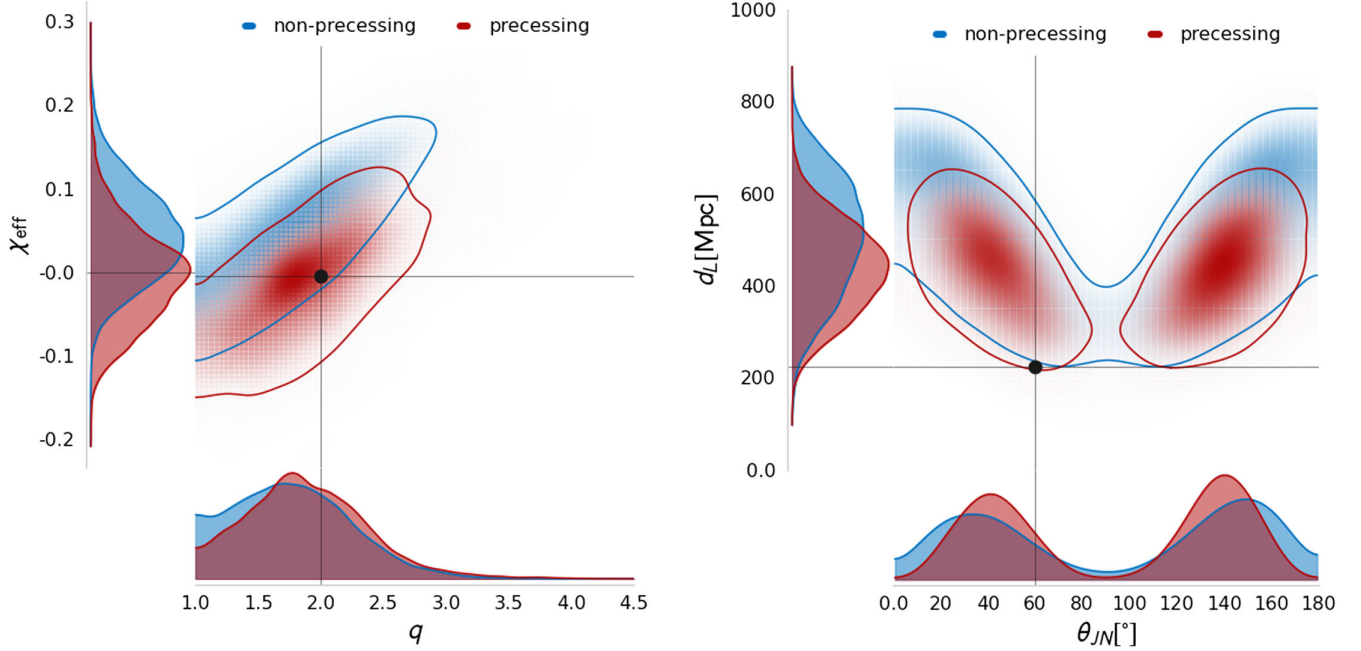 non-precessing precessing
0.3
0.2
0.1
-0.0
-0.1
-0.2
χeff
1.0 1.5 2.0 2.5 3.0 3.5 4.0 4.5
q
non-precessing precessing
1000
800
600
400
200
0.0
dL[Mpc]
0.0 20 40 60 80 100 120 140 160 180
θJN[°]